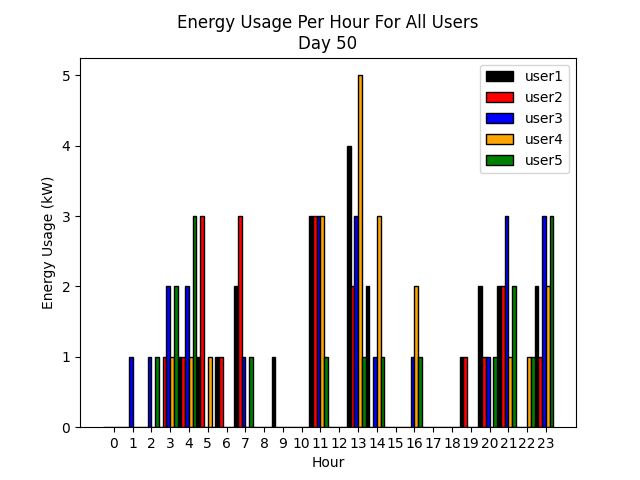 Energy Usage Per Hour For All Users
Day 50
user1
user2
user3
user4
user5
Energy Usage (kW)
5
4
3
2
1
0
0 1 2 3 4 5 6 7 8 9 10 11 12 13 14 15 16 17 18 19 20 21 22 23
Hour